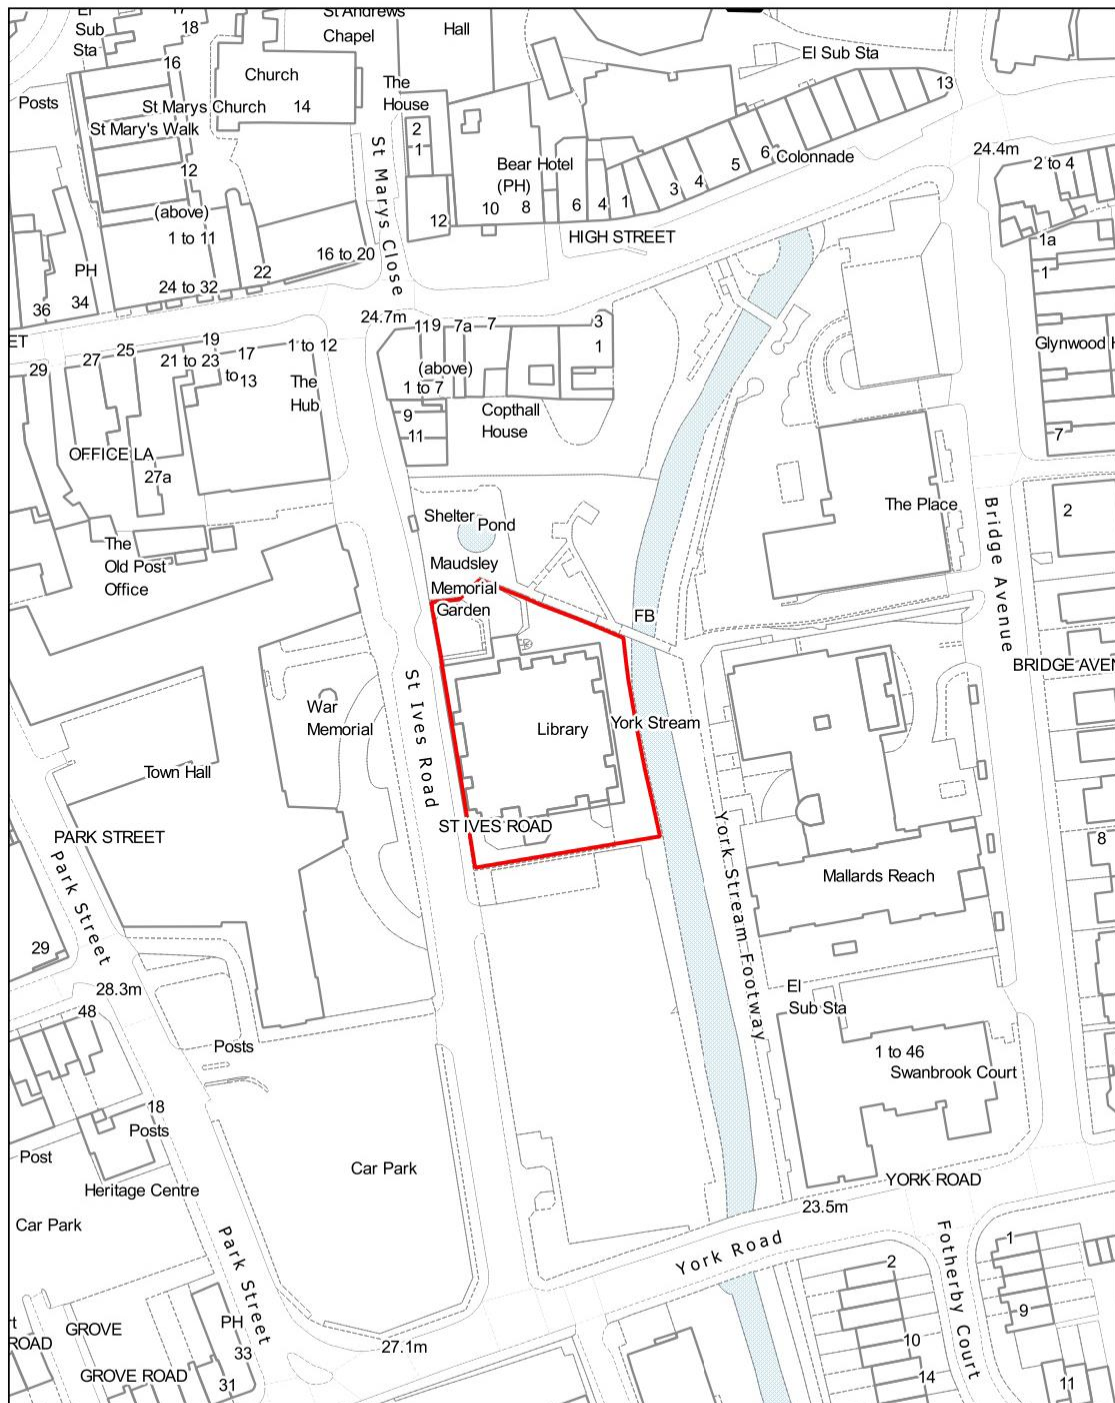 El
Sub
Sta
17
18
16
St Andrews
Chapel
Hall
El Sub Sta
Church
The
House
13
Posts
St Marys Church
14
St Mary's Walk
2
1
St Marys Close
Bear Hotel
(PH)
6
Colonnade
5
4
3
24.4m
2 to 4
12
(above)
1 to 11
12
10
8
6
4
1
HIGH STREET
1a
1
PH
34
36
24 to 32
22
16 to 20
24.7m
119
7a
7
3
1
ET
29
27
25
19
21 to 23
17
to
13
1 to 12
The
Hub
(above)
1 to 7
Glynwood H
9
11
Copthall
House
7
OFFICE LA
27a
The Place
2
Bridge Avenue
Shelter
Pond
The
Old Post
Office
Maudsley
Memorial
Garden
FB
BRIDGE AVEN
War
Memorial
St Ives Road
Library
York Stream
Town Hall
ST IVES ROAD
PARK STREET
Park Street
8
Mallards Reach
York Stream Footway
29
28.3m
48
El
Sub Sta
Posts
1 to 46
Swanbrook Court
18
Posts
Post
Heritage Centre
Car Park
Car Park
YORK ROAD
23.5m
York Road
Park Street
Fotherby Court
1
2
9
10
14
11
rt
ROAD
GROVE
GROVE ROAD
PH
33
31
27.1m